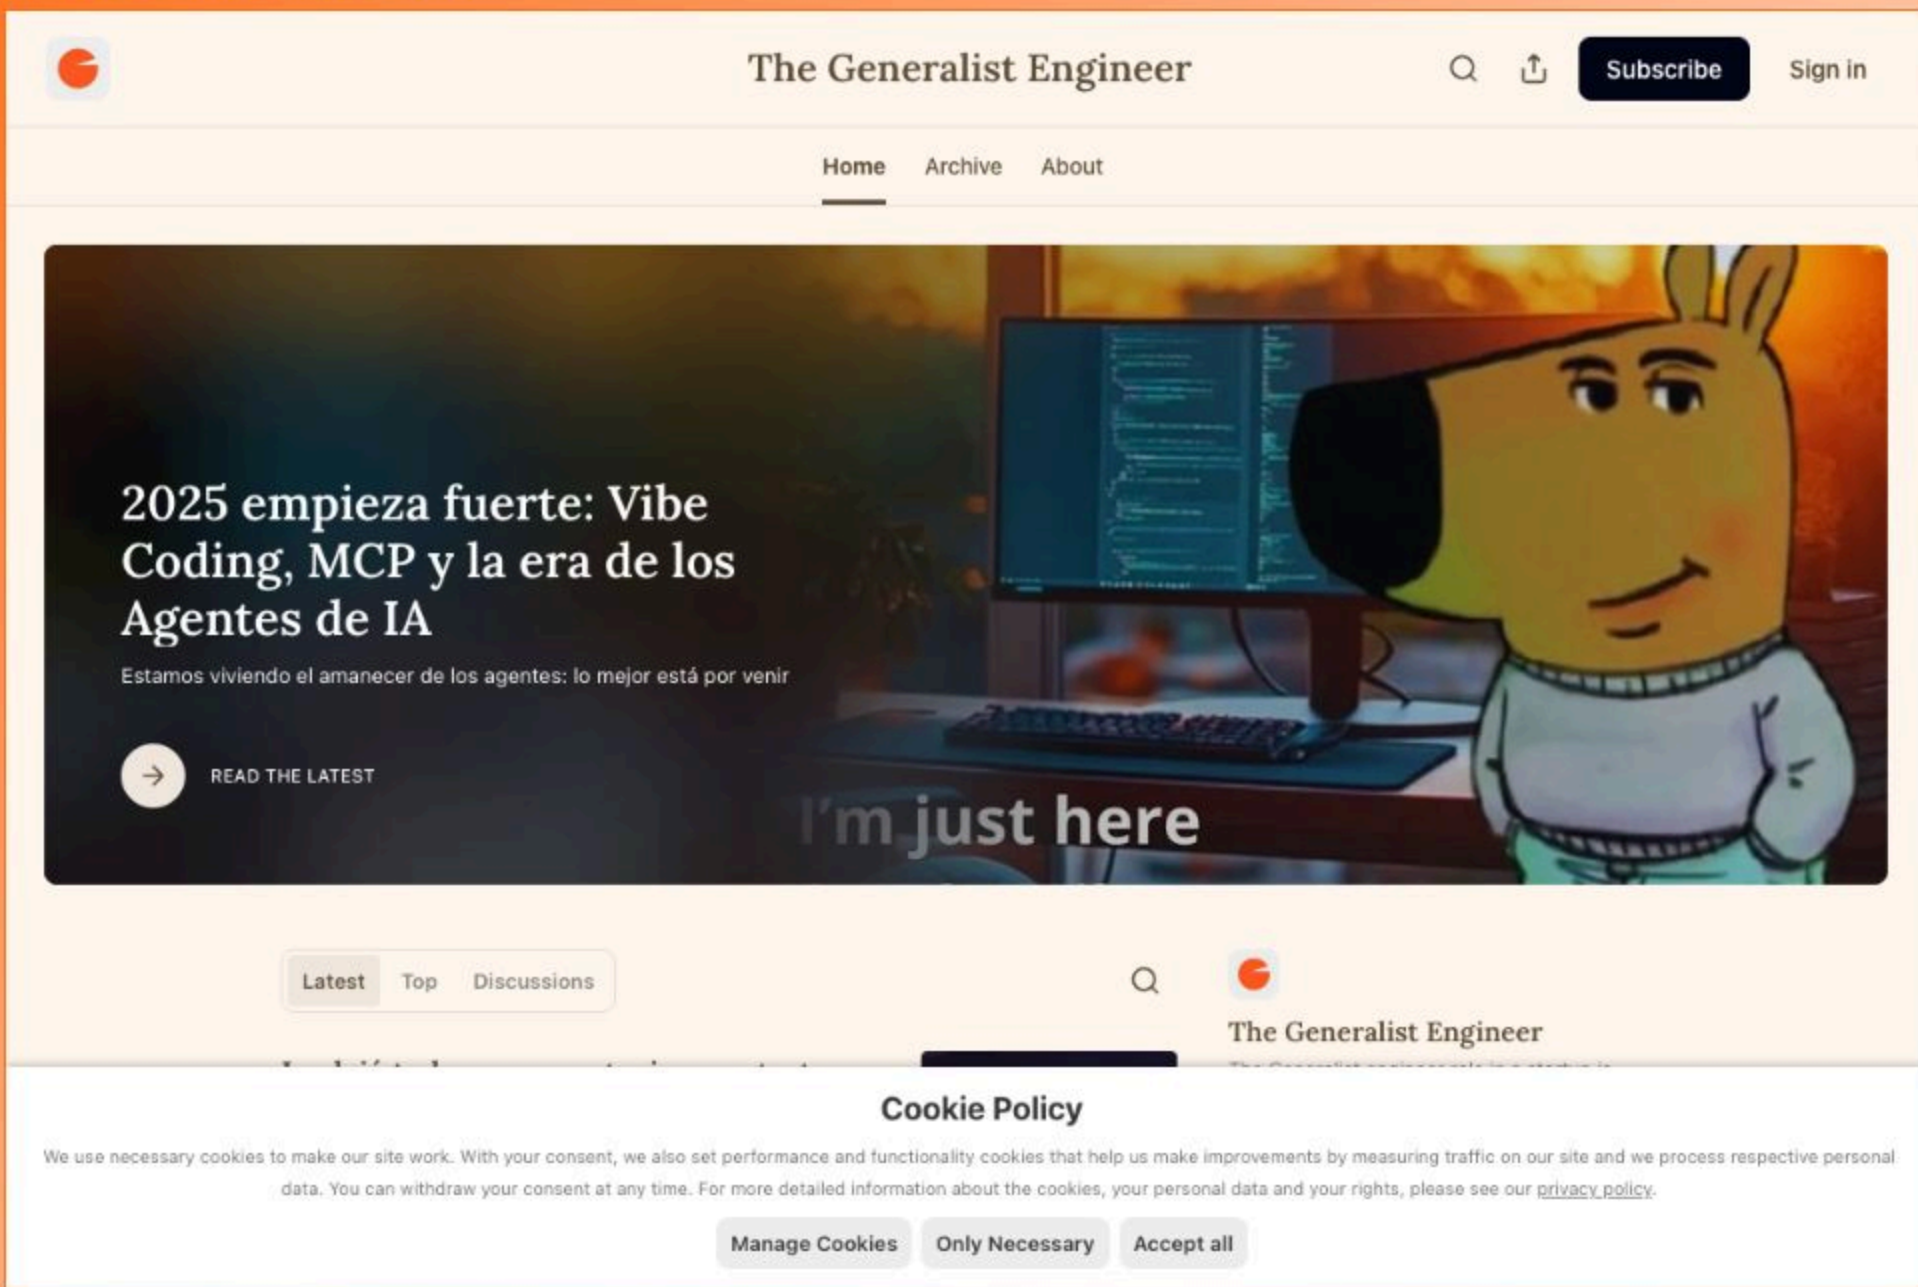 The Generalist Engineer
Subscribe
Sign in
Home
Archive
About
2025 empieza fuerte: Vibe
Coding, MCP y la era de los
Agentes de IA
Estamos viviendo el amanecer de los agentes: lo mejor está por venir
READ THE LATEST
I'm just here
Latest
Top
Discussions
The Generalist Engineer
Cookie Policy
We use necessary cookies to make our site work. With your consent, we also set performance and functionality cookies that help us make improvements by measuring traffic on our site and we process respective personal
data. You can withdraw your consent at any time. For more detailed information about the cookies, your personal data and your rights, please see our privacy policy.
Manage Cookies
Only Necessary
Accept all